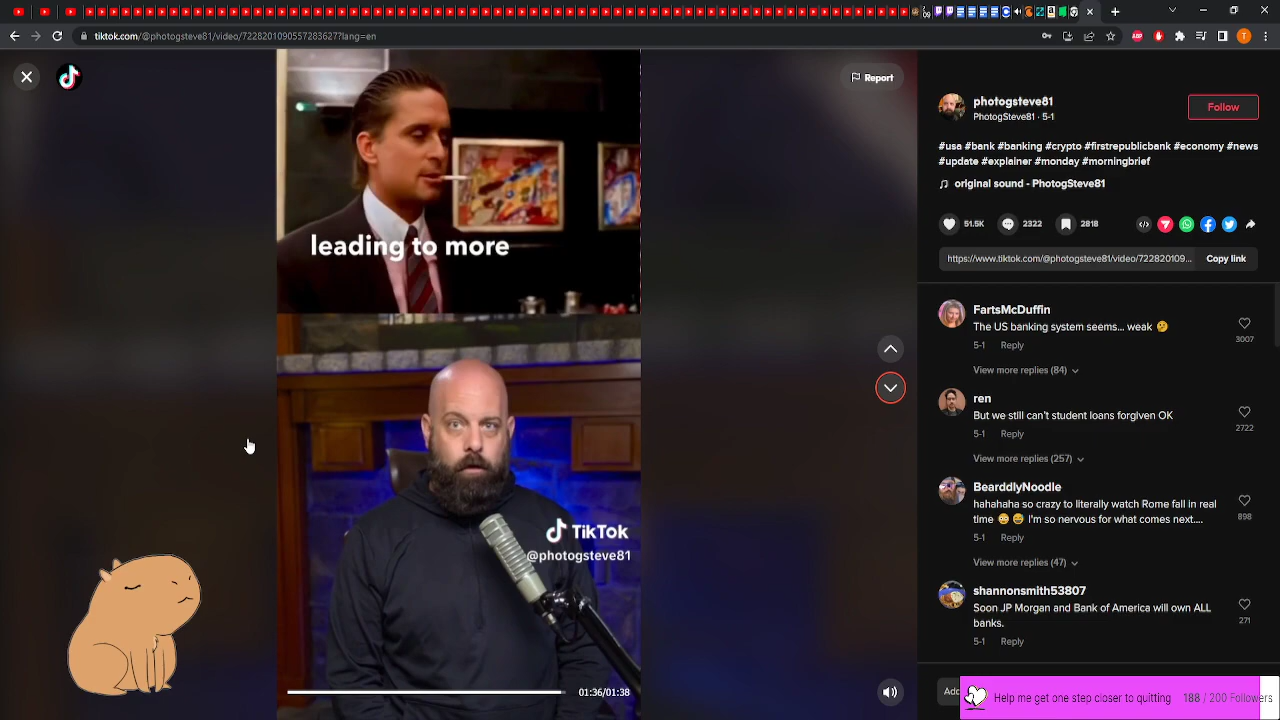 tiktok.com/@photogsteve81/video/7228201090557283627?lang=en
Report
leading to more
TikTok
@photogsteve81
01:36/01:38
photogsteve81
PhotogSteve81 · 5-1
Follow
#usa #bank #banking #crypto #firstrepublicbank #economy #news
#update #explainer #monday #morningbrief
original sound - PhotogSteve81
51.5K
2322
2818
https://www.tiktok.com/@photogsteve81/video/722820109...
Copy link
FartsMcDuffin
The US banking system seems... weak 🫤
5-1 Reply
3007
View more replies (84)
ren
But we still can't student loans forgiven OK
5-1 Reply
2722
View more replies (257)
BearddlyNoodle
hahahaha so crazy to literally watch Rome fall in real
time 😳 😅 I'm so nervous for what comes next....
5-1 Reply
898
View more replies (47)
shannonsmith53807
Soon JP Morgan and Bank of America will own ALL
banks.
5-1 Reply
271
Adc
Help get one step closer to quitting 188 / 200 Followers